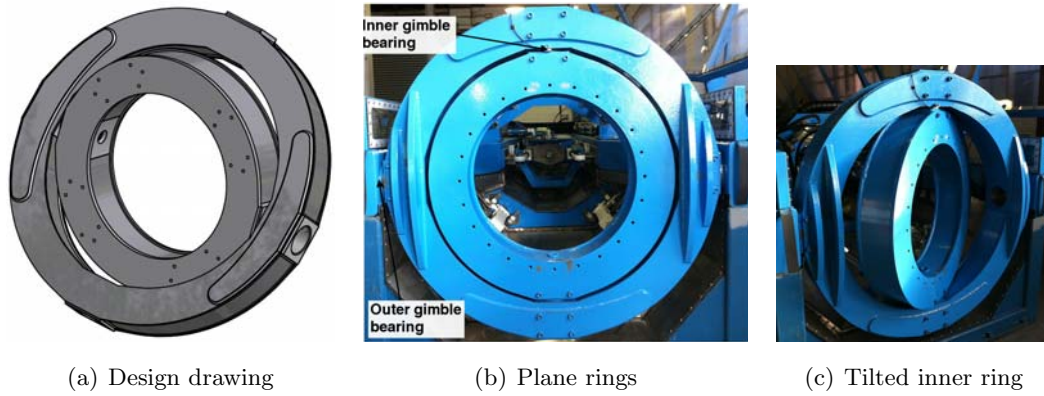 Inner gimble
bearing
Outer gimble
bearing
(a) Design drawing
(b) Plane rings
(c) Tilted inner ring